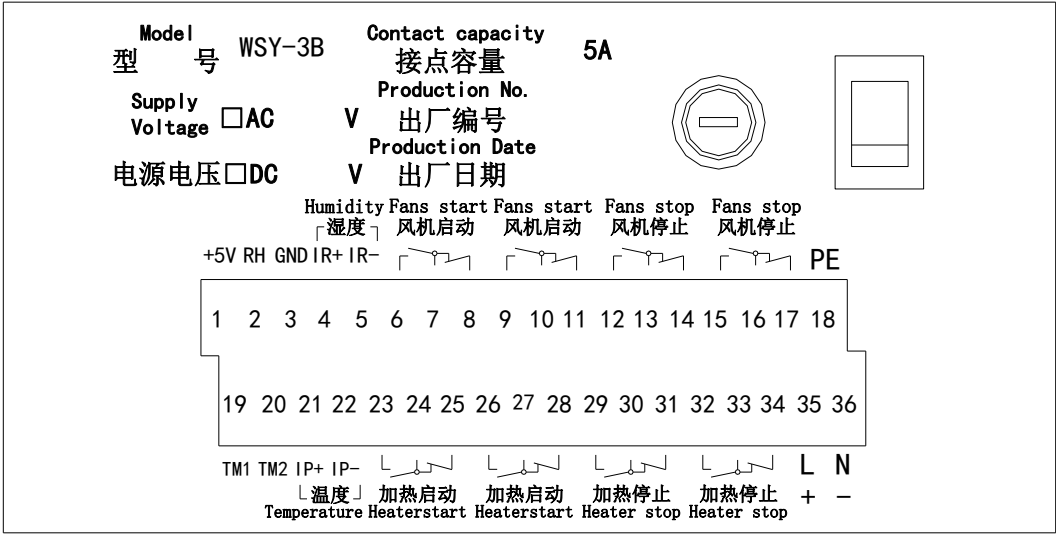 Model
型 号 WSY-3B
Contact capacity
接点容量 5A
Supply
Voltage □AC V
Production No.
出厂编号
电源电压□DC V
Production Date
出厂日期
Humidity Fans start Fans start Fans stop Fans stop
湿度 风机启动 风机启动 风机停止 风机停止
+5V RH GND IR+ IR- PE
1 2 3 4 5 6 7 8 9 10 11 12 13 14 15 16 17 18
19 20 21 22 23 24 25 26 27 28 29 30 31 32 33 34 35 36
TM1 TM2 IP+ IP- L N
温度 加热启动 加热启动 加热停止 加热停止 + −
Temperature Heaterstart Heaterstart Heater stop Heater stop